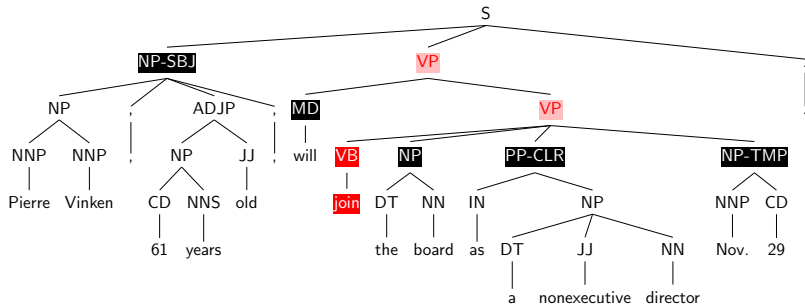 S
NP-SBJ VP .
NP , ADJP , MD VP .
NNP NNP , NP JJ , will VB NP PP-CLR NP-TMP
Pierre Vinken CD NNS old join DT NN IN NP NNP CD
61 years the board as DT JJ NN Nov. 29
a nonexecutive director